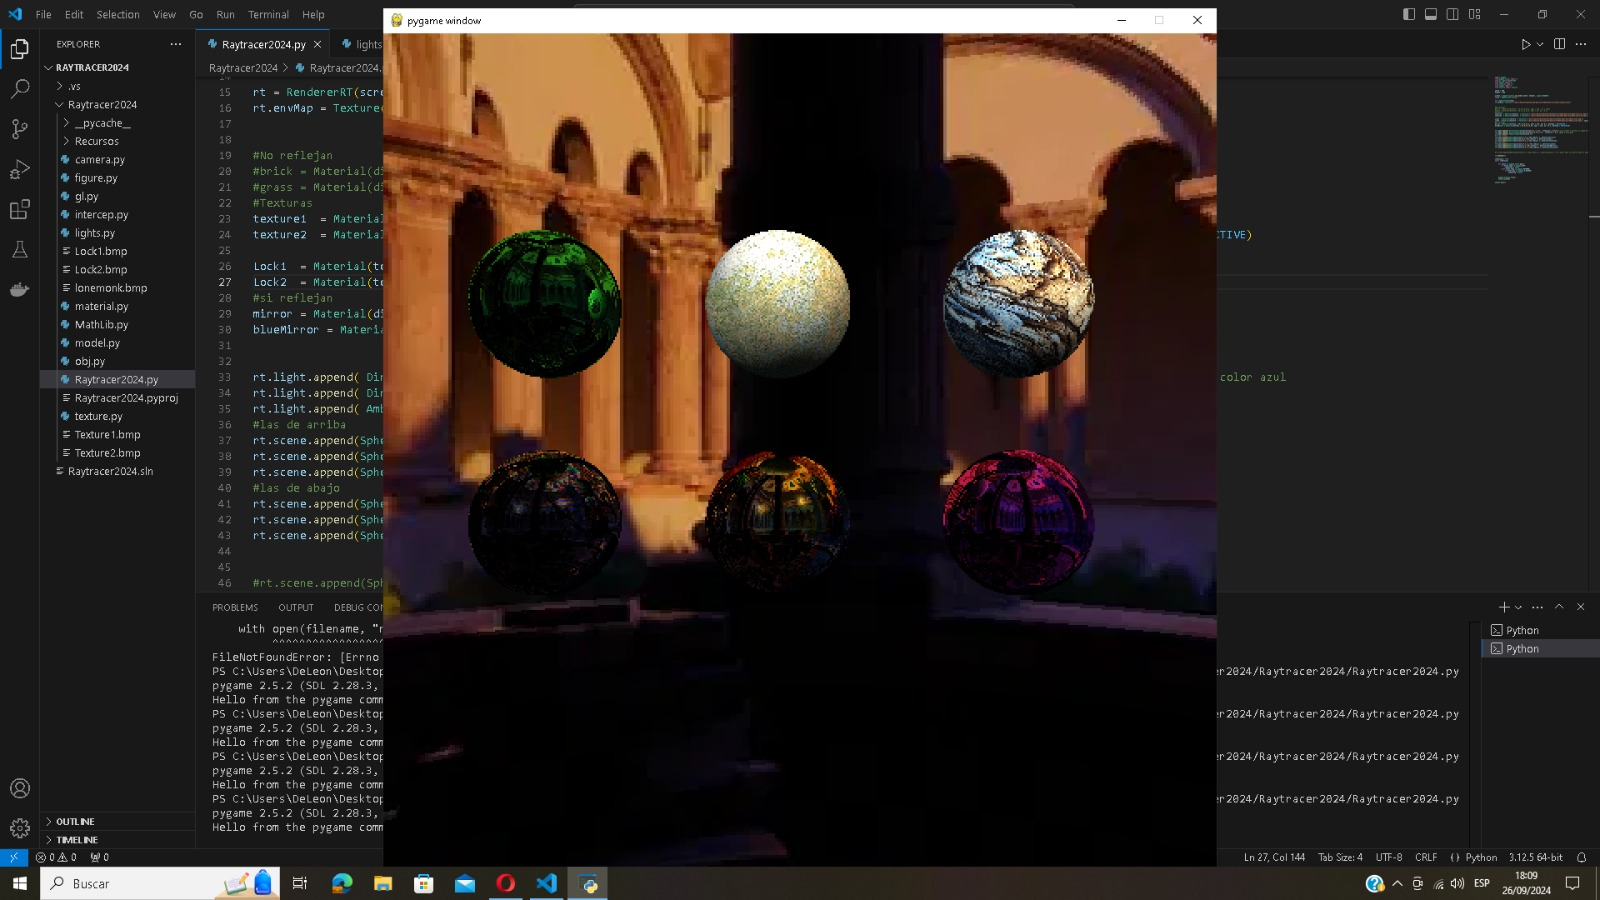 File Edit Selection View Go Run Terminal Help
pygame window
EXPLORER
RAYTRACER2024
.vs
Raytracer2024
__pycache__
Recursos
camera.py
figure.py
gl.py
intercep.py
lights.py
Lock1.bmp
Lock2.bmp
lonemonk.bmp
material.py
MathLib.py
model.py
obj.py
Raytracer2024.py
Raytracer2024.pyproj
texture.py
Texture1.bmp
Texture2.bmp
Raytracer2024.sln
OUTLINE
TIMELINE
Raytracer2024.py lights
Raytracer2024 > Raytracer2024.
15 rt = RendererRT(scre
16 rt.envMap = Texture(
17
18
19 #No reflejan
20 #brick = Material(di
21 #grass = Material(di
22 #Texturas
23 texture1 = Material
24 texture2 = Material CTIVE)
25
26 Lock1 = Material(te
27 Lock2 = Material(te
28 #si reflejan
29 mirror = Material(di
30 blueMirror = Materia
31
32
33 rt.light.append( Dir color azul
34 rt.light.append( Dir
35 rt.light.append( Amb
36 #las de arriba
37 rt.scene.append(Sphe
38 rt.scene.append(Sphe
39 rt.scene.append(Sphe
40 #las de abajo
41 rt.scene.append(Sphe
42 rt.scene.append(Sphe
43 rt.scene.append(Sphe
44
45
46 #rt.scene.append(Sph
PROBLEMS OUTPUT DEBUG CON
with open(filename, "r
^^^^^^^^^^^^^^^^^
FileNotFoundError: [Errno
PS C:\Users\DeLeon\Desktop r2024/Raytracer2024/Raytracer2024.py
pygame 2.5.2 (SDL 2.28.3,
Hello from the pygame comm
PS C:\Users\DeLeon\Desktop r2024/Raytracer2024/Raytracer2024.py
pygame 2.5.2 (SDL 2.28.3,
Hello from the pygame comm
PS C:\Users\DeLeon\Desktop r2024/Raytracer2024/Raytracer2024.py
pygame 2.5.2 (SDL 2.28.3,
Hello from the pygame comm
PS C:\Users\DeLeon\Desktop r2024/Raytracer2024/Raytracer2024.py
pygame 2.5.2 (SDL 2.28.3,
Hello from the pygame comm
Python
Python
0 0 0 Ln 27, Col 144 Tab Size: 4 UTF-8 CRLF Python 3.12.5 64-bit
Buscar
ESP
18:09
26/09/2024